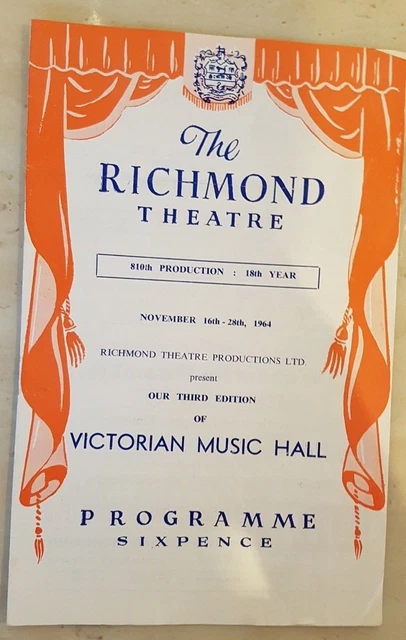 The
RICHMOND
THEATRE
810th PRODUCTION : 18th YEAR
NOVEMBER 16th - 28th, 1964
RICHMOND THEATRE PRODUCTIONS LTD.
present
OUR THIRD EDITION
OF
VICTORIAN MUSIC HALL
PROGRAMME
SIXPENCE